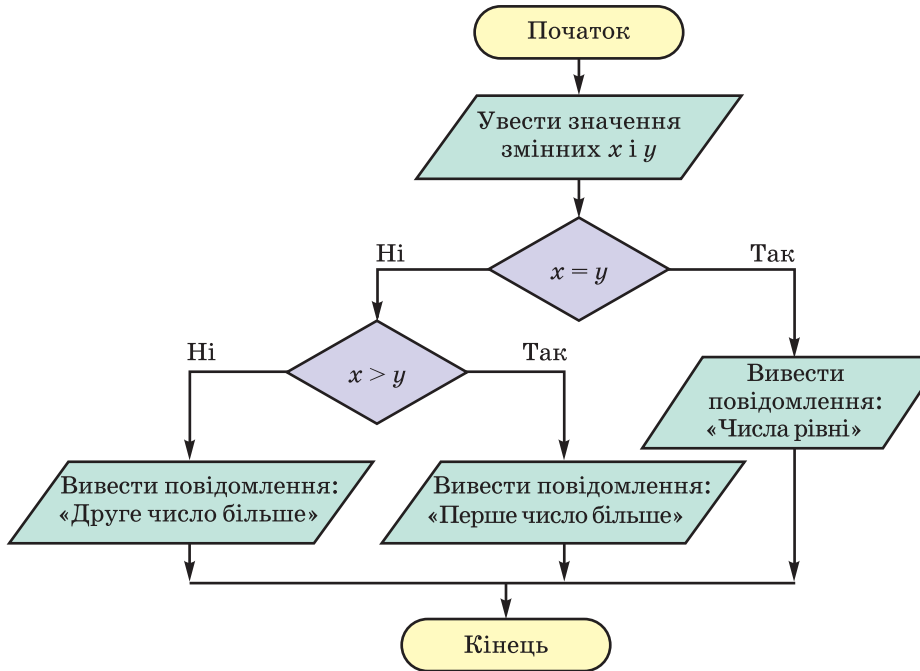 Початок
Увести значення
змінних x і y
Ні
Так
x = y
Ні
Так
x > y
Вивести
повідомлення:
«Числа рівні»
Вивести повідомлення:
«Друге число більше»
Вивести повідомлення:
«Перше число більше»
Кінець